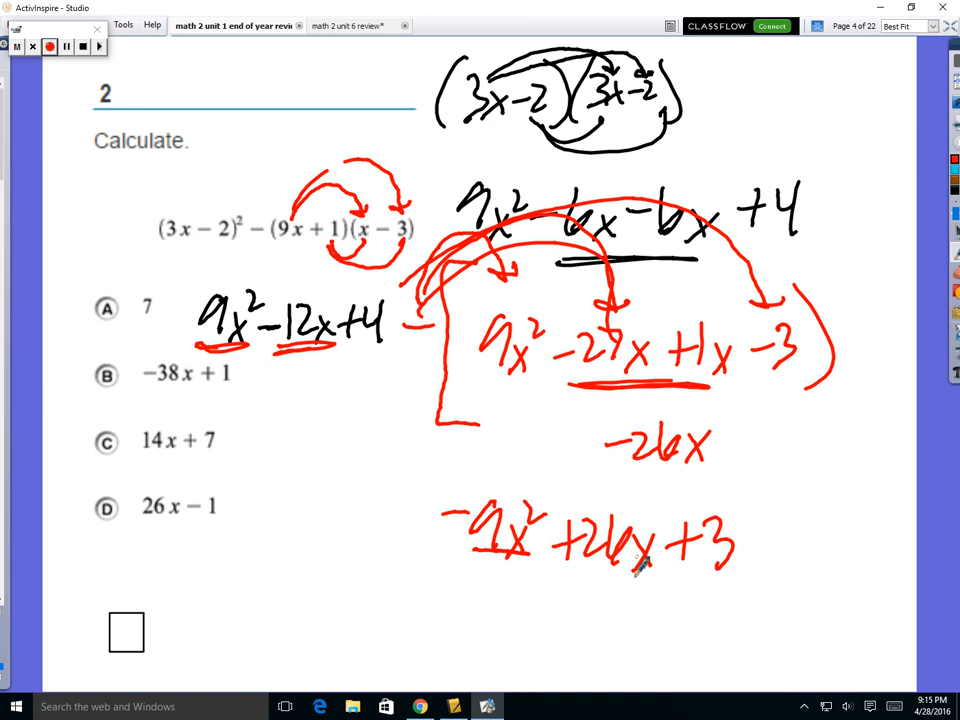 ActivInspire - Studio
M
Tools Help
math 2 unit 1 end of year revie
math 2 unit 6 review*
CLASSFLOW Connect
Page 4 of 22
Best Fit
2
(3x-2)(3x-2)
Calculate.
9x² -6x -6x +4
(3x − 2)² − (9x + 1)(x − 3)
A 7
9x² -12x +4 -
9x² -27x +1x -3)
B −38x + 1
C 14x + 7
-26x
D 26x − 1
-9x² +26x +3
Search the web and Windows
9:15 PM
4/28/2016